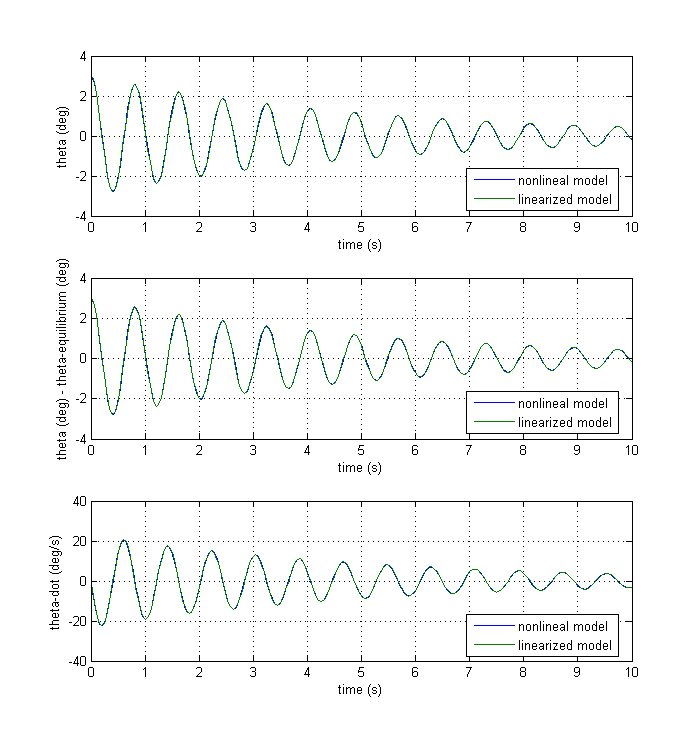 4
2
0
-2
-4
theta (deg)
nonlineal model
linearized model
0 1 2 3 4 5 6 7 8 9 10
time (s)
4
2
0
-2
-4
theta (deg) - theta-equilibrium (deg)
nonlineal model
linearized model
0 1 2 3 4 5 6 7 8 9 10
time (s)
40
20
0
-20
-40
theta-dot (deg/s)
nonlineal model
linearized model
0 1 2 3 4 5 6 7 8 9 10
time (s)